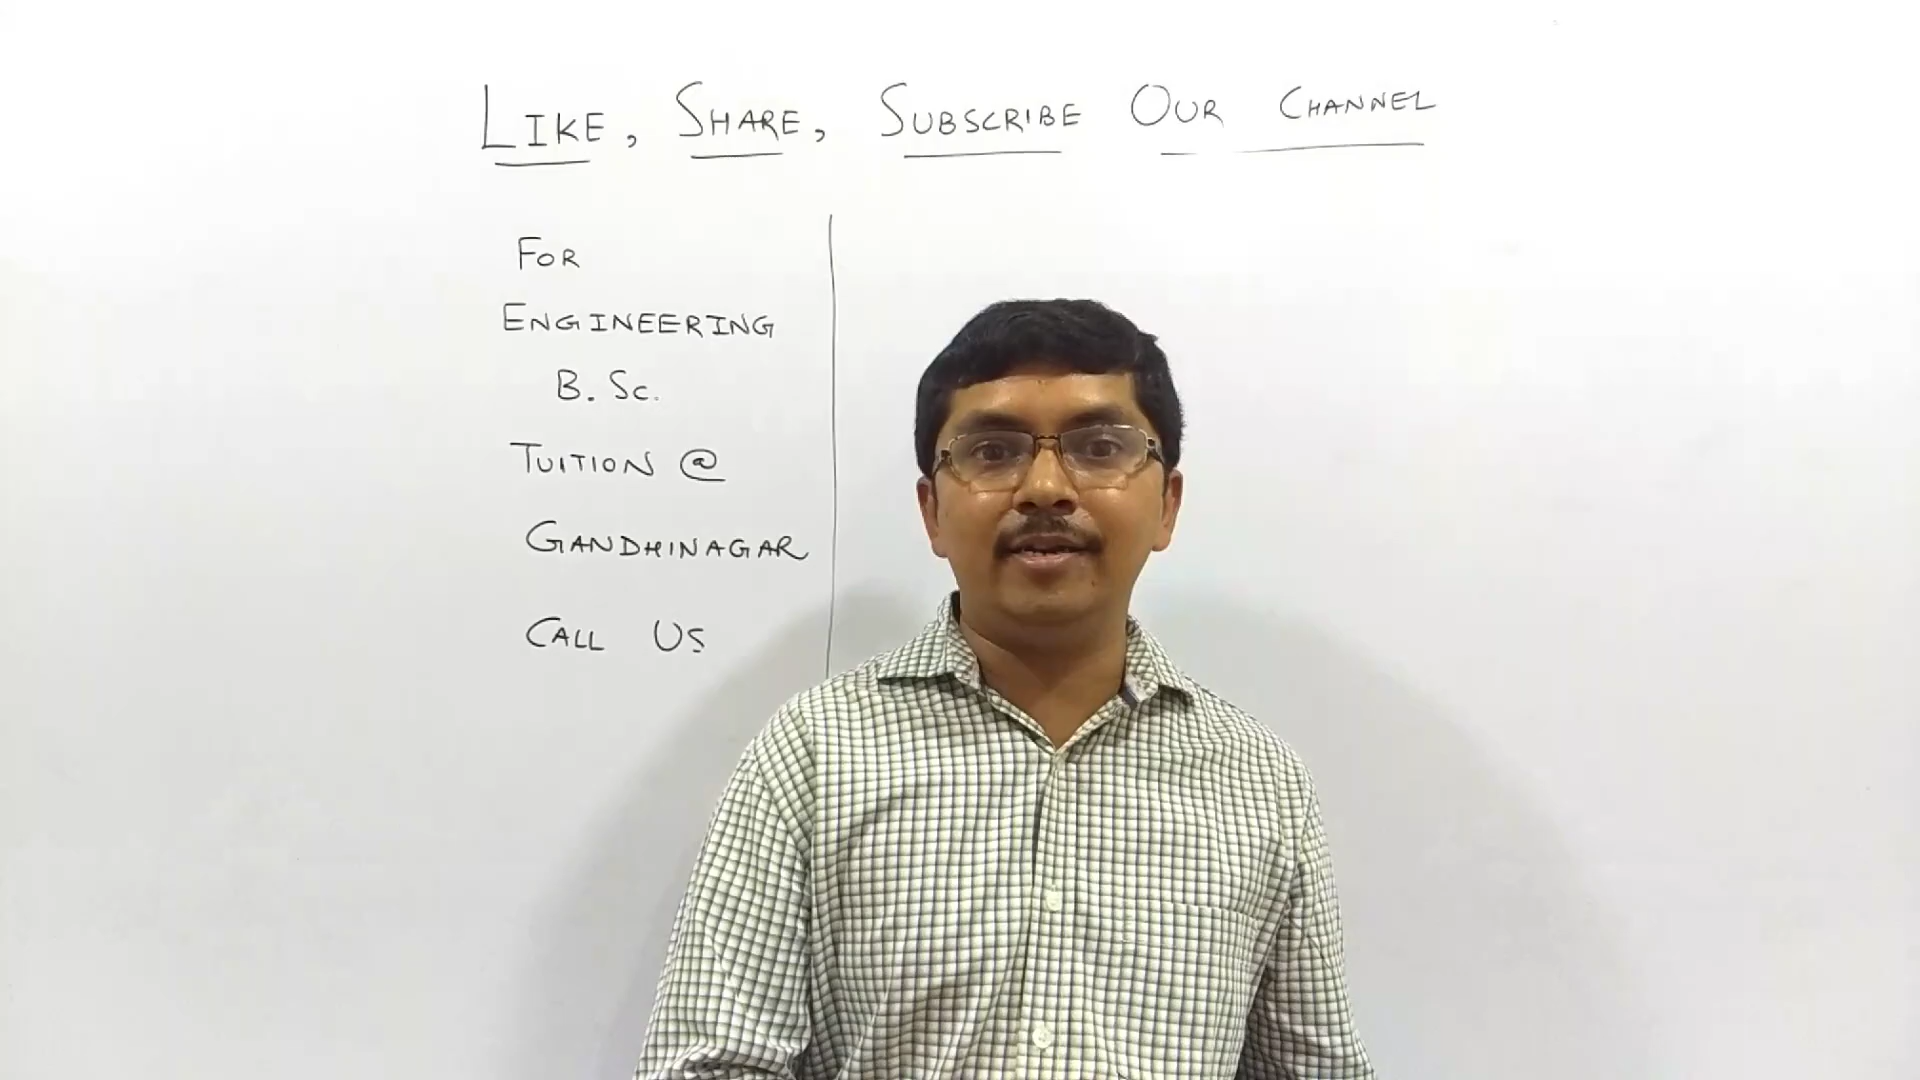 LIKE, SHARE, SUBSCRIBE OUR CHANNEL
FOR
ENGINEERING
B.Sc.
TUITION @
GANDHINAGAR
CALL US